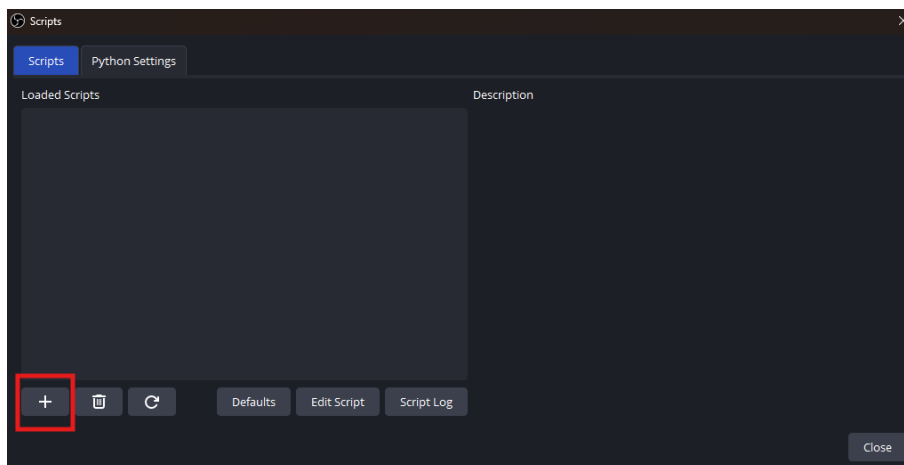 Scripts
Scripts Python Settings
Loaded Scripts Description
Defaults Edit Script Script Log
Close